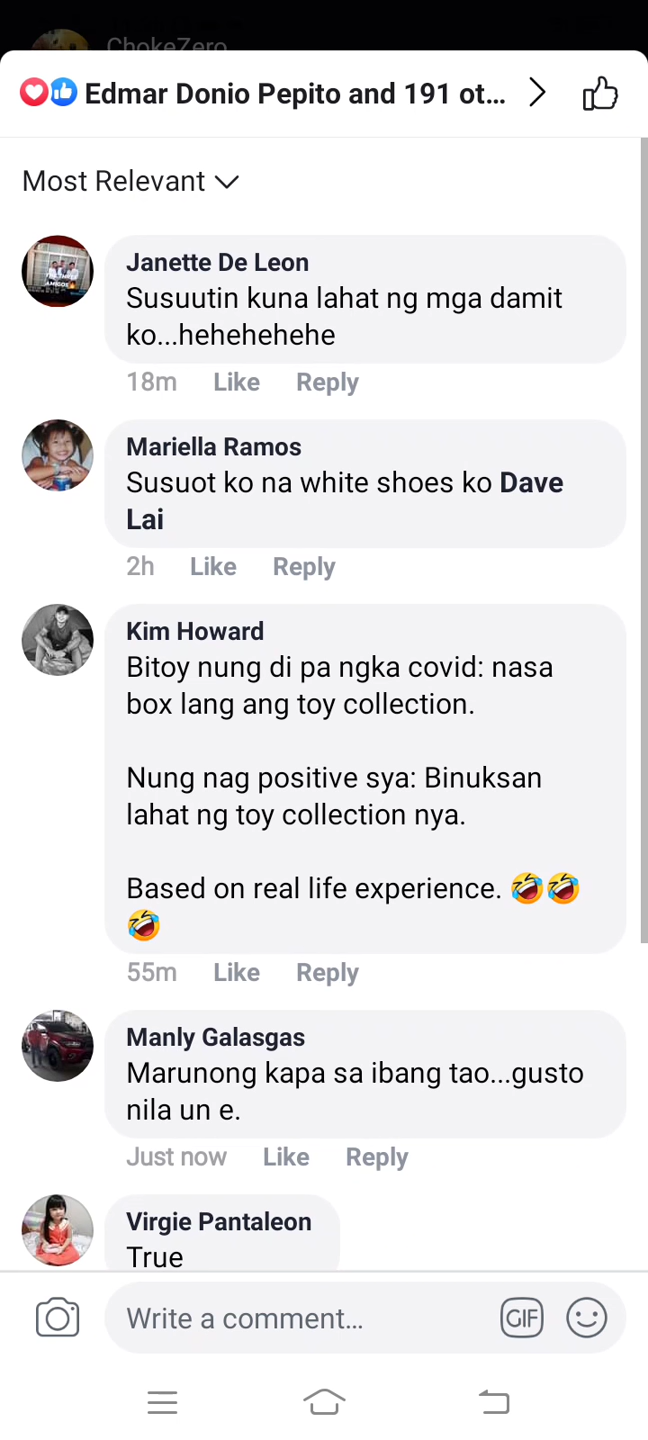 ChokeZero
Edmar Donio Pepito and 191 ot...
Most Relevant
Janette De Leon
Susuutin kuna lahat ng mga damit
ko...hehehehehe
18m Like Reply
Mariella Ramos
Susuot ko na white shoes ko Dave
Lai
2h Like Reply
Kim Howard
Bitoy nung di pa ngka covid: nasa
box lang ang toy collection.
Nung nag positive sya: Binuksan
lahat ng toy collection nya.
Based on real life experience. 🤣🤣
🤣
55m Like Reply
Manly Galasgas
Marunong kapa sa ibang tao...gusto
nila un e.
Just now Like Reply
Virgie Pantaleon
True
Write a comment...
GIF